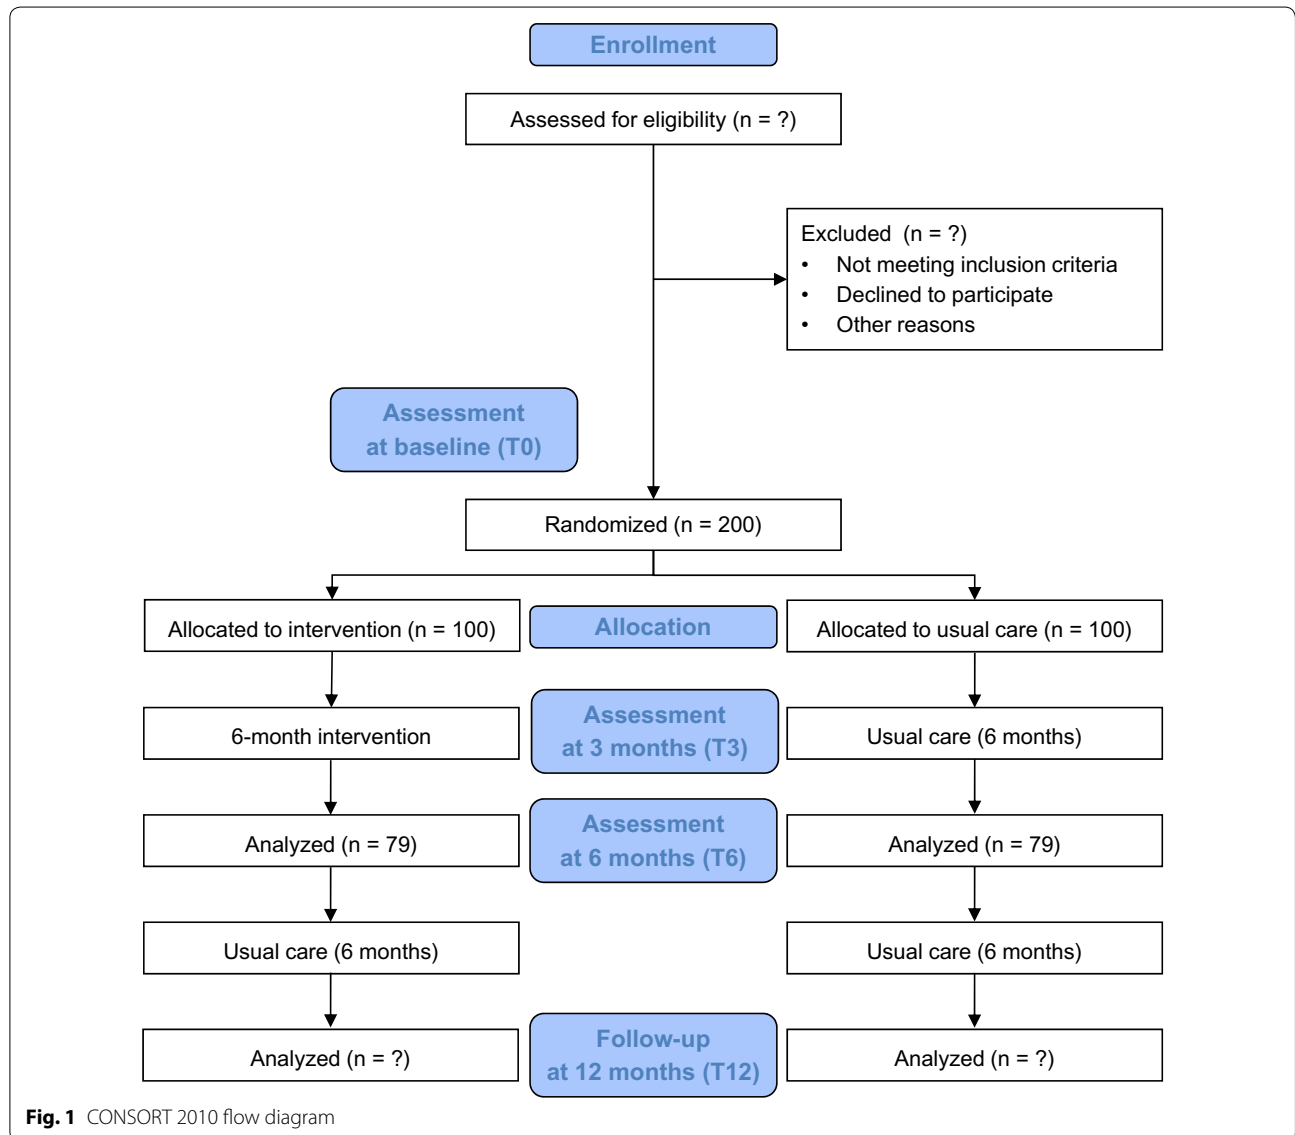 Enrollment
Assessed for eligibility (n = ?)
Excluded (n = ?)
• Not meeting inclusion criteria
• Declined to participate
• Other reasons
Assessment
at baseline (T0)
Randomized (n = 200)
Allocated to intervention (n = 100)
Allocation
Allocated to usual care (n = 100)
6-month intervention
Assessment
at 3 months (T3)
Usual care (6 months)
Analyzed (n = 79)
Assessment
at 6 months (T6)
Analyzed (n = 79)
Usual care (6 months)
Usual care (6 months)
Analyzed (n = ?)
Follow-up
at 12 months (T12)
Analyzed (n = ?)
Fig. 1 CONSORT 2010 flow diagram